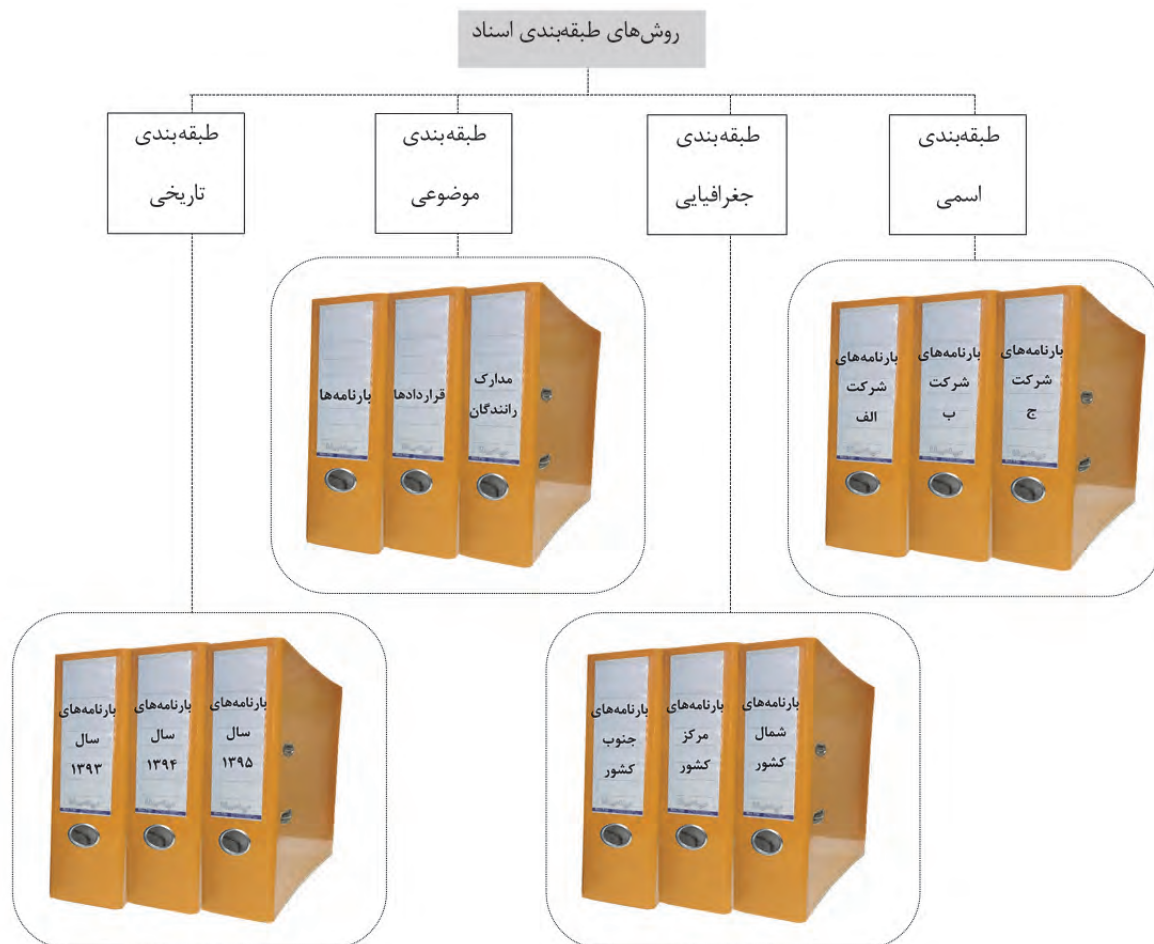 روش‌های طبقه‌بندی اسناد
طبقه‌بندی
اسمی
طبقه‌بندی
جغرافیایی
طبقه‌بندی
موضوعی
طبقه‌بندی
تاریخی
بارنامه‌های
شرکت
ج
بارنامه‌های
شرکت
ب
بارنامه‌های
شرکت
الف
مدارک
رانندگان
قراردادها
بارنامه‌ها
بارنامه‌های
شمال
کشور
بارنامه‌های
مرکز
کشور
بارنامه‌های
جنوب
کشور
بارنامه‌های
سال
۱۳۹۵
بارنامه‌های
سال
۱۳۹۴
بارنامه‌های
سال
۱۳۹۳